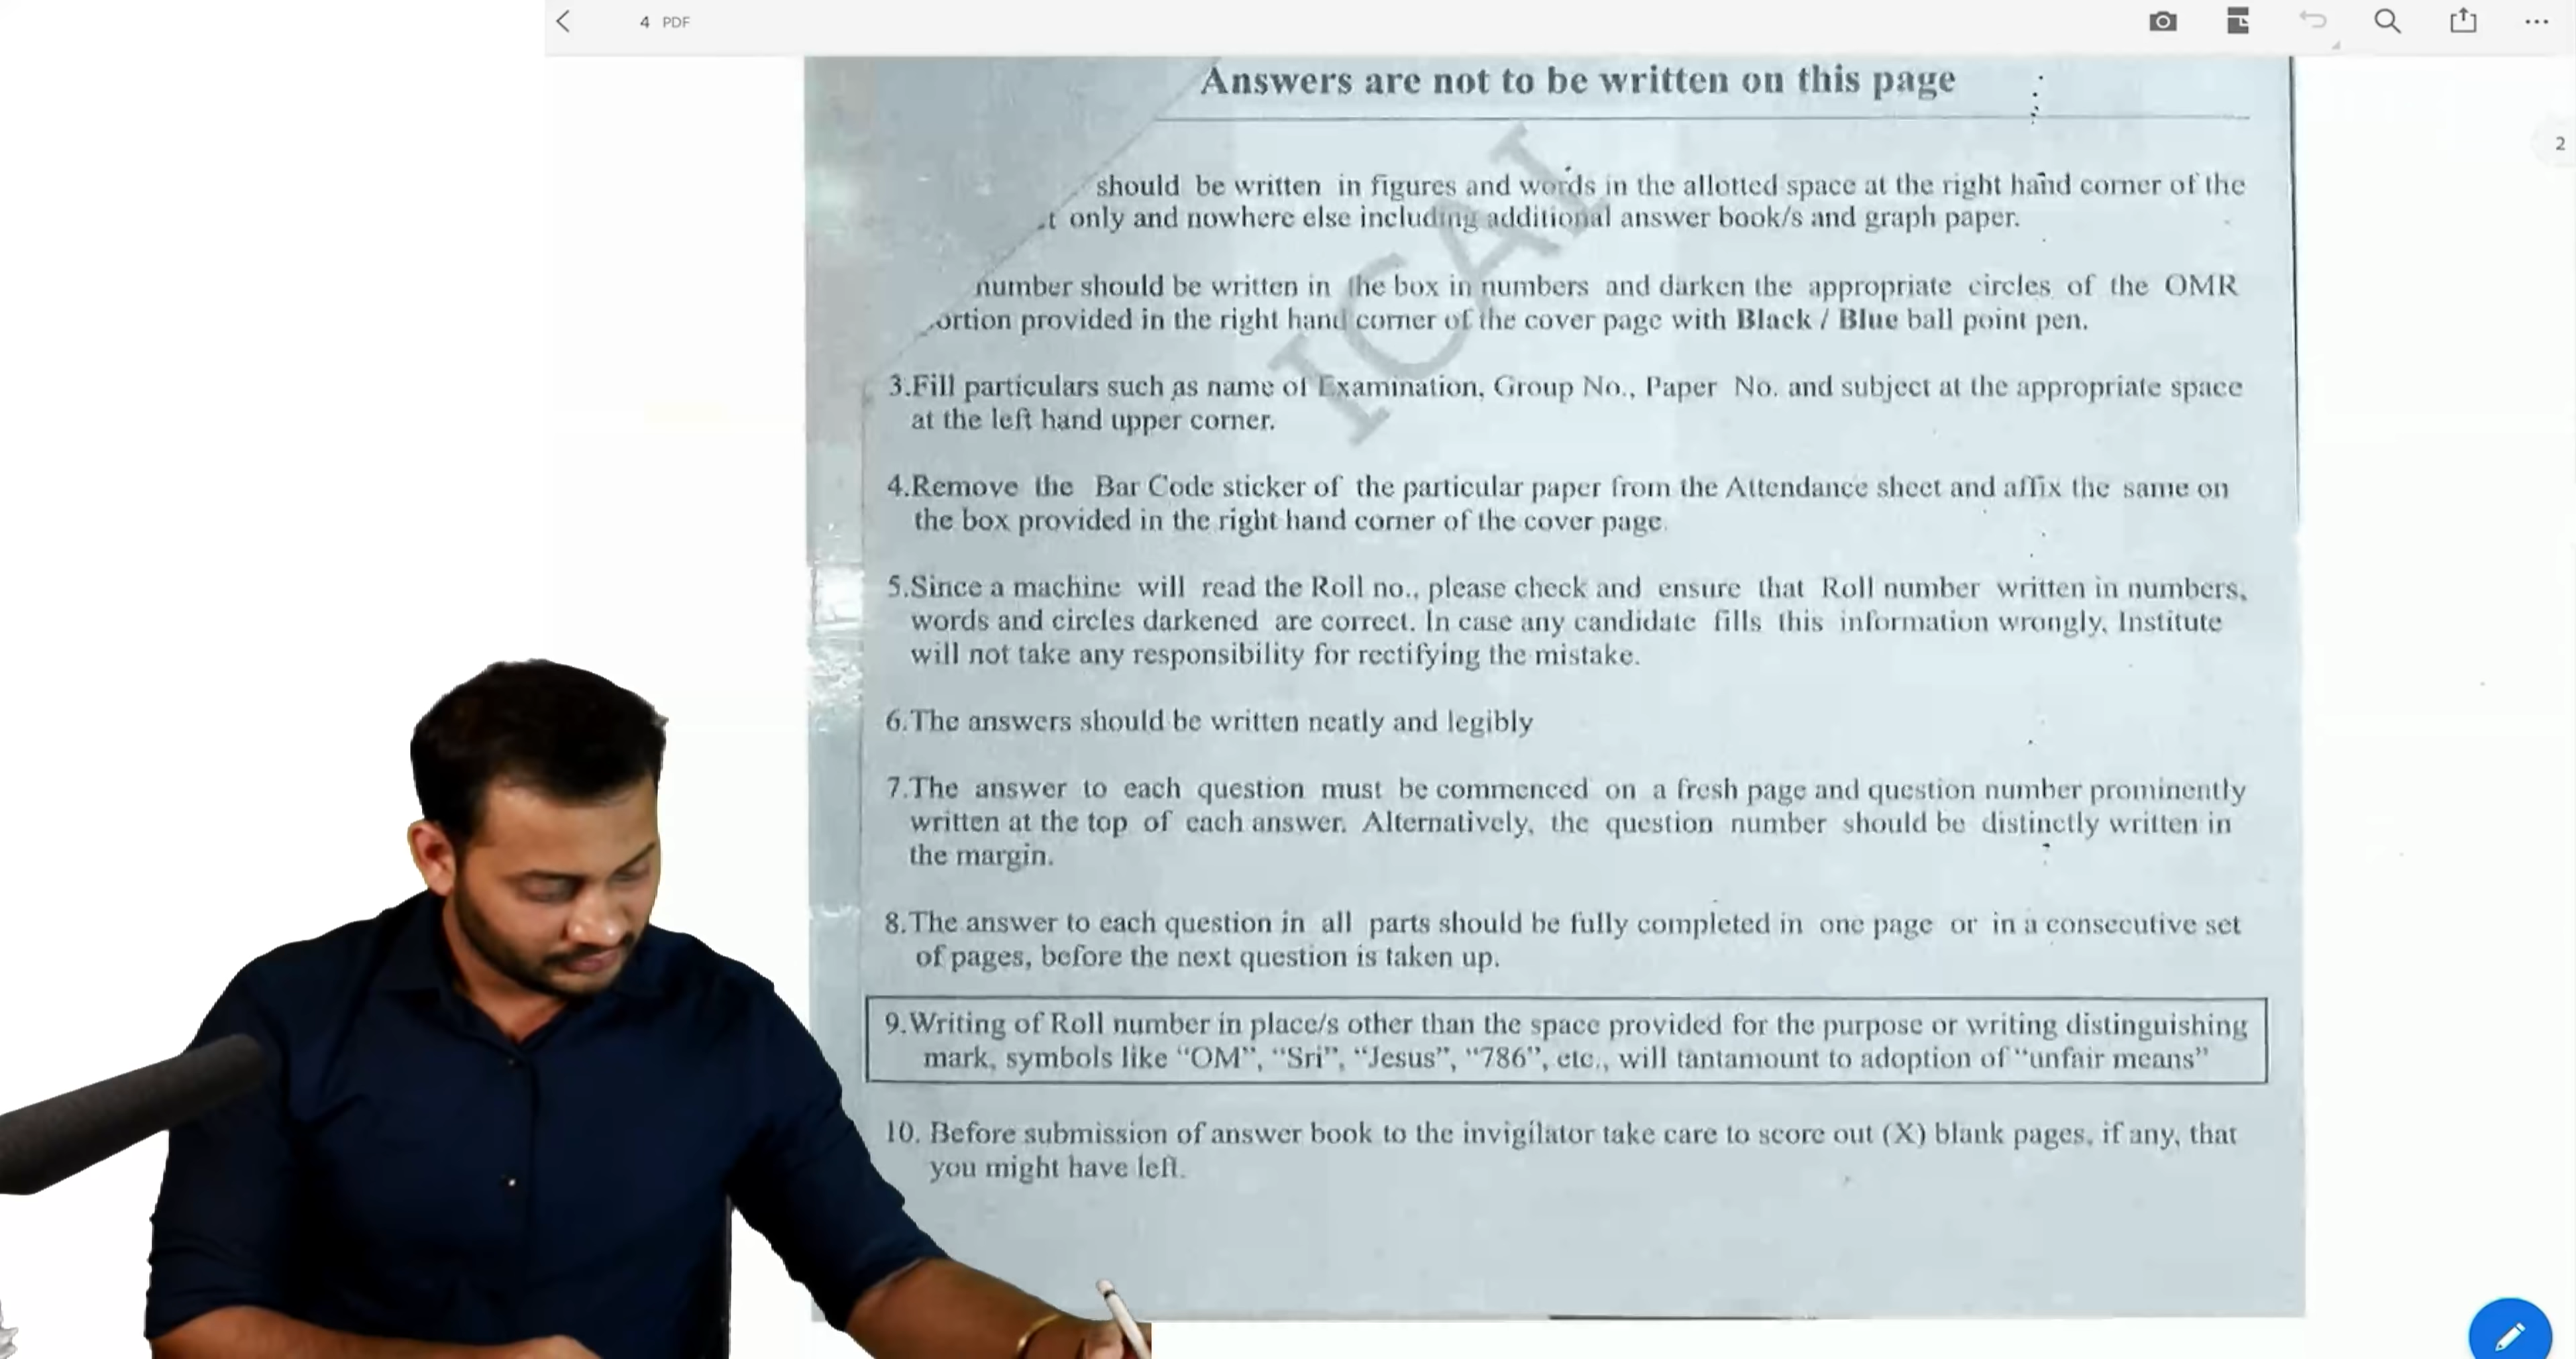 4 PDF
2
Answers are not to be written on this page
should be written in figures and words in the allotted space at the right hand corner of the
only and nowhere else including additional answer book/s and graph paper.
number should be written in the box in numbers and darken the appropriate circles of the OMR
provided in the right hand corner of the cover page with Black / Blue ball point pen.
3.Fill particulars such as name of Examination, Group No., Paper No. and subject at the appropriate space
at the left hand upper corner.
4.Remove the Bar Code sticker of the particular paper from the Attendance sheet and affix the same on
the box provided in the right hand corner of the cover page.
5.Since a machine will read the Roll no., please check and ensure that Roll number written in numbers,
words and circles darkened are correct. In case any candidate fills this information wrongly, Institute
will not take any responsibility for rectifying the mistake.
6.The answers should be written neatly and legibly
7.The answer to each question must be commenced on a fresh page and question number prominently
written at the top of each answer. Alternatively, the question number should be distinctly written in
the margin.
8.The answer to each question in all parts should be fully completed in one page or in a consecutive set
of pages, before the next question is taken up.
9.Writing of Roll number in place/s other than the space provided for the purpose or writing distinguishing
mark, symbols like “OM”, “Sri”, “Jesus”, “786”, etc., will tantamount to adoption of “unfair means”
10. Before submission of answer book to the invigilator take care to score out (X) blank pages, if any, that
you might have left.
ICAI